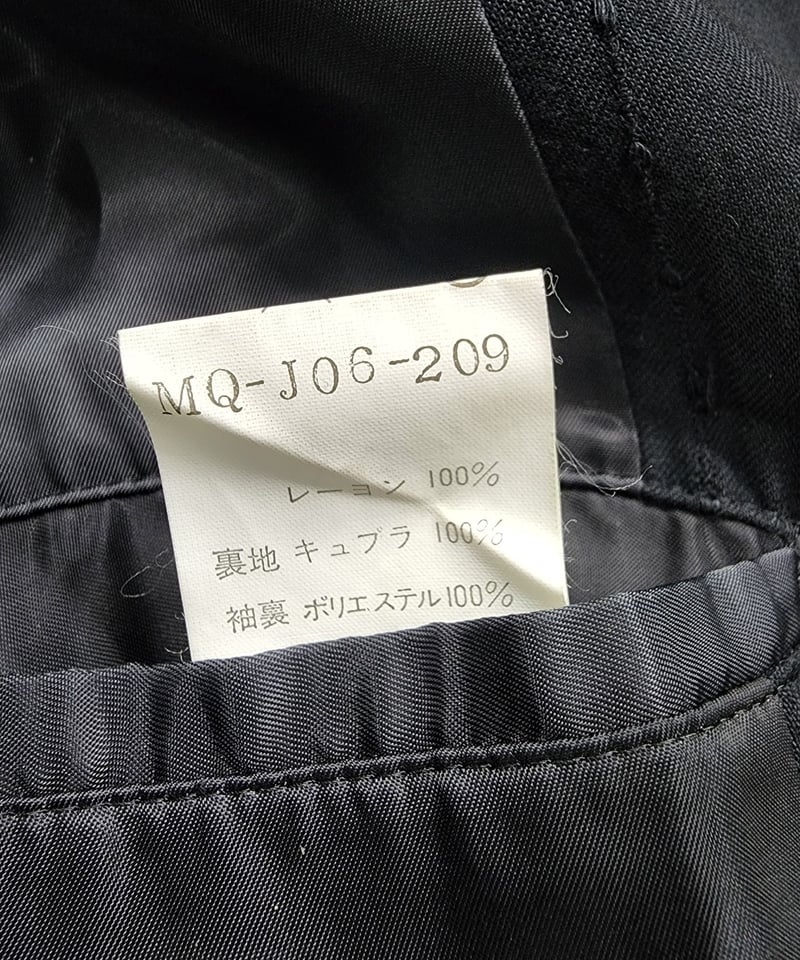 MQ-J06-209
レーヨン 100%
裏地 キュプラ 100%
袖裏 ポリエステル100%